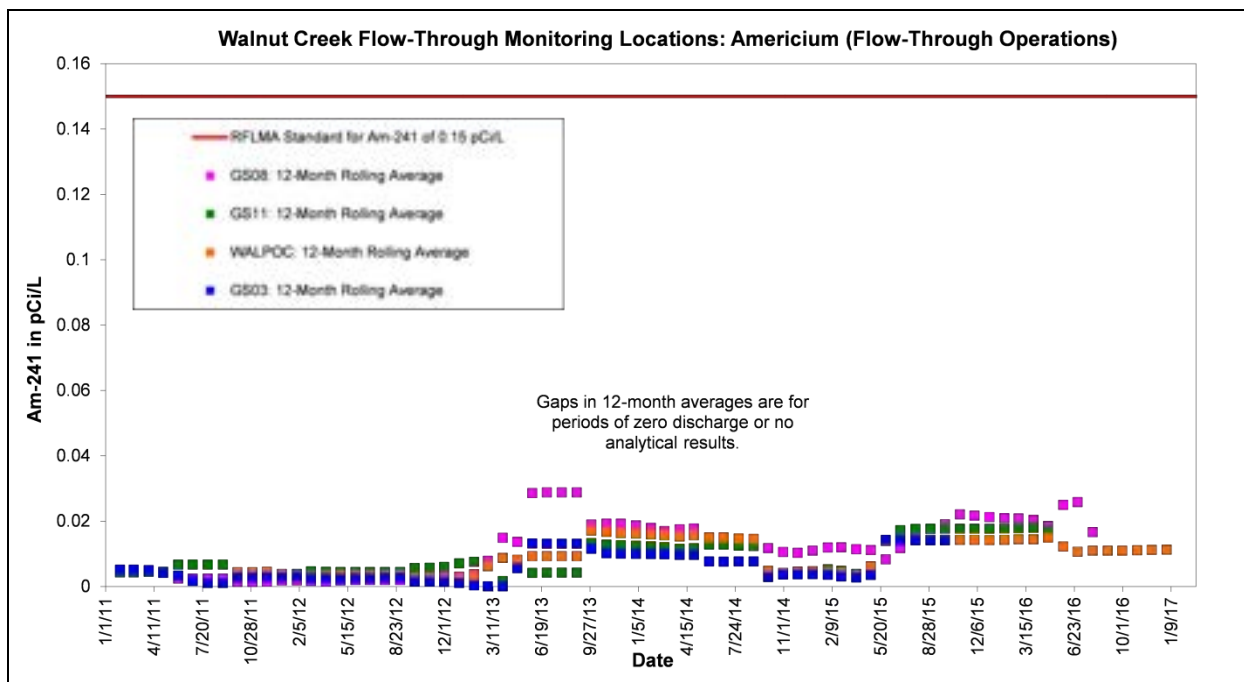 Walnut Creek Flow-Through Monitoring Locations: Americium (Flow-Through Operations)
0.16
0.14
0.12
0.1
0.08
0.06
0.04
0.02
0
Am-241 in pCi/L
RFLMA Standard for Am-241 of 0.15 pCi/L
GS08: 12-Month Rolling Average
GS11: 12-Month Rolling Average
WALPOC: 12-Month Rolling Average
GS03: 12-Month Rolling Average
Gaps in 12-month averages are for
periods of zero discharge or no
analytical results.
1/1/11
4/11/11
7/20/11
10/28/11
2/5/12
5/15/12
8/23/12
12/1/12
3/11/13
6/19/13
9/27/13
1/5/14
4/15/14
7/24/14
11/1/14
2/9/15
5/20/15
8/28/15
12/6/15
3/15/16
6/23/16
10/1/16
1/9/17
Date